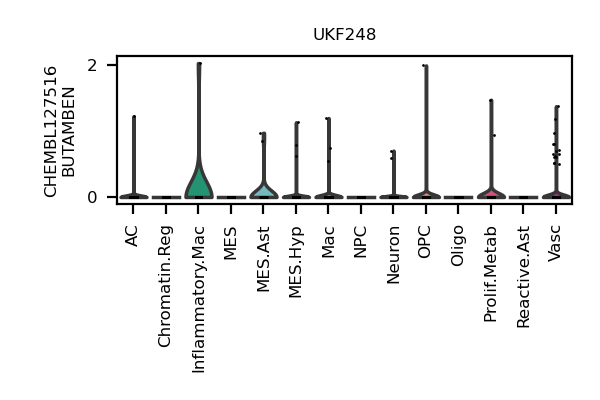 UKF248
CHEMBL127516
BUTAMBEN
2
0
AC
Chromatin.Reg
Inflammatory.Mac
MES
MES.Ast
MES.Hyp
Mac
NPC
Neuron
OPC
Oligo
Prolif.Metab
Reactive.Ast
Vasc